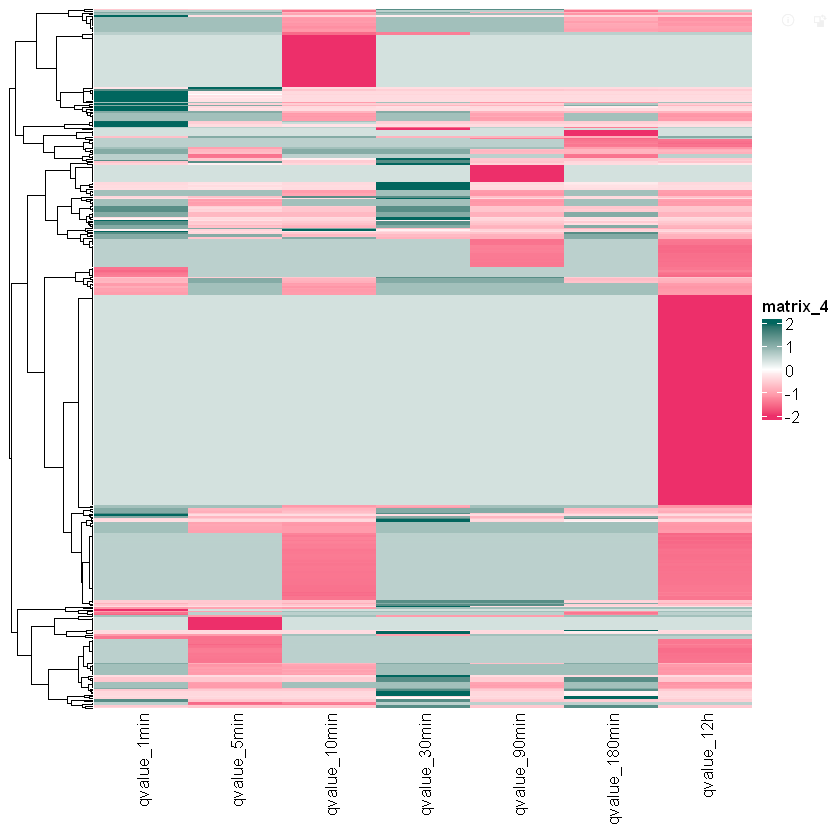 matrix_4
2
1
0
-1
-2
qvalue_1min
qvalue_5min
qvalue_10min
qvalue_30min
qvalue_90min
qvalue_180min
qvalue_12h